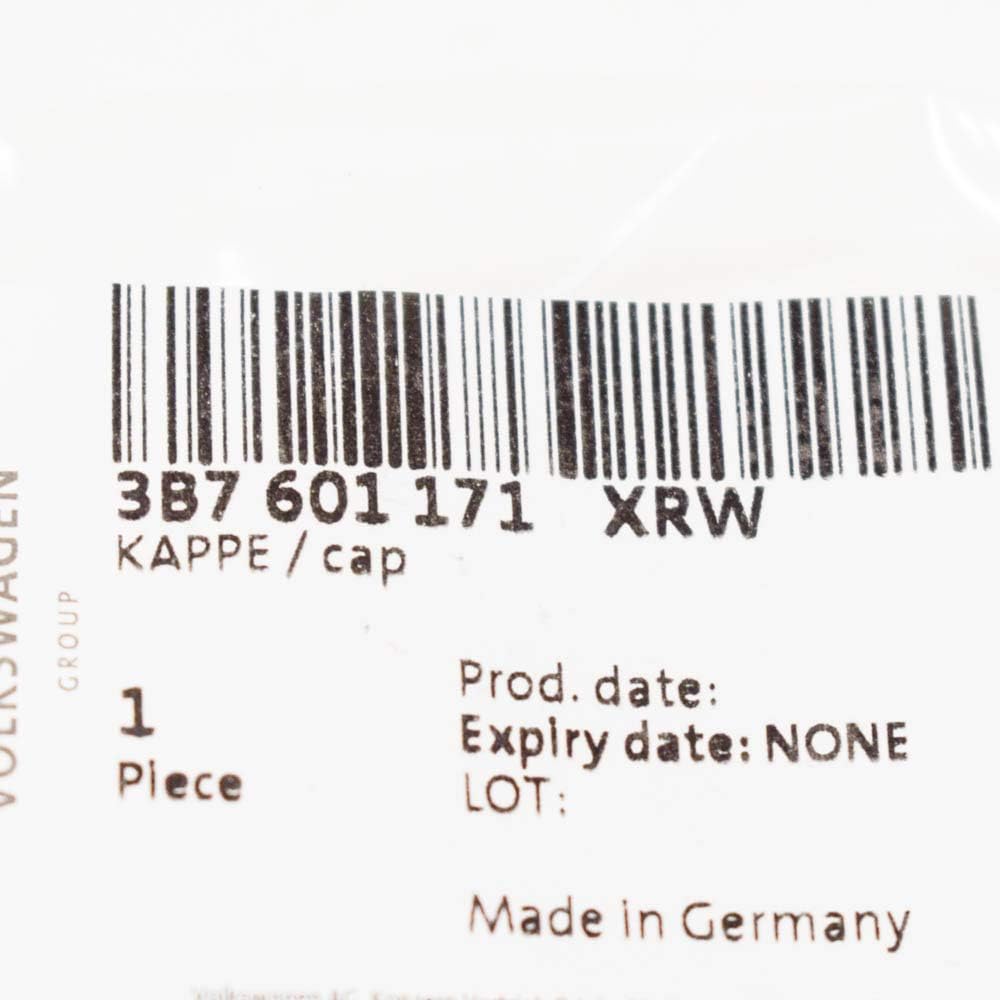 3B7 601 171 XRW
KAPPE / cap
1
Piece
Prod. date:
Expiry date: NONE
LOT:
Made in Germany
VOLKSWAGEN
GROUP